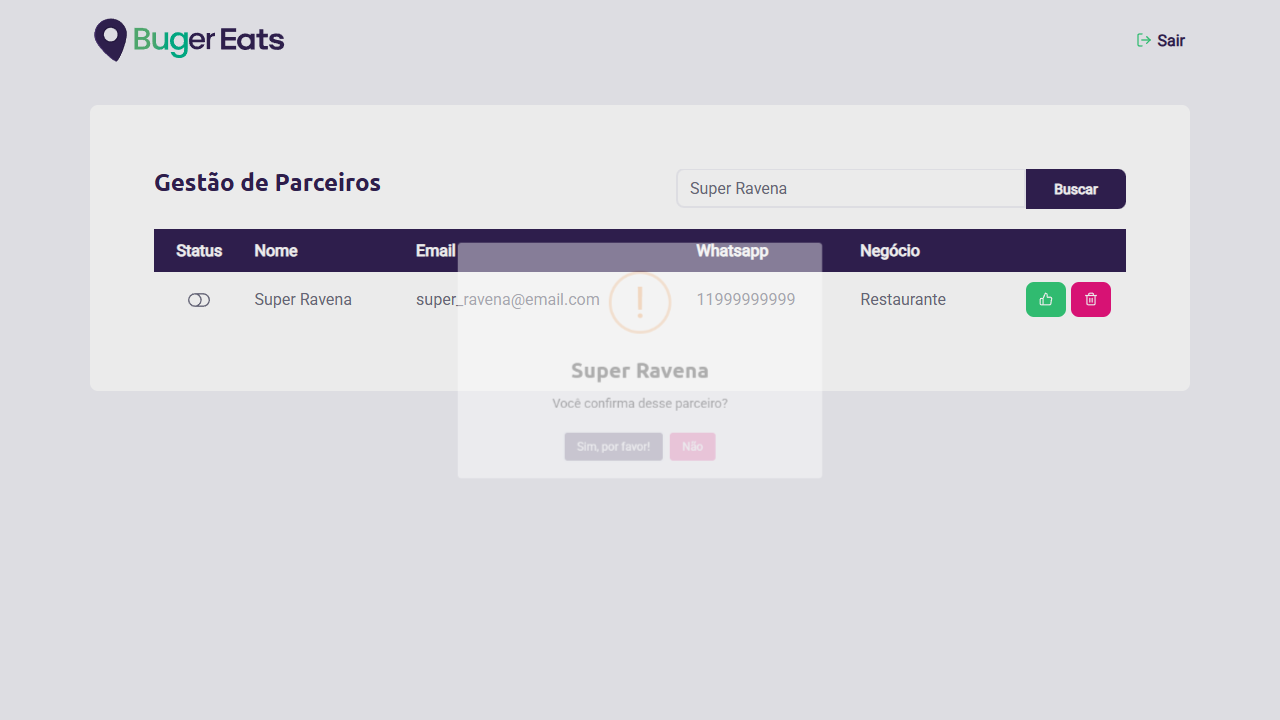 Buger Eats
Sair
Gestão de Parceiros
Super Ravena
Buscar
Status Nome Email Whatsapp Negócio
Super Ravena super_ravena@email.com 11999999999 Restaurante
!
Super Ravena
Você confirma desse parceiro?
Sim, por favor! Não